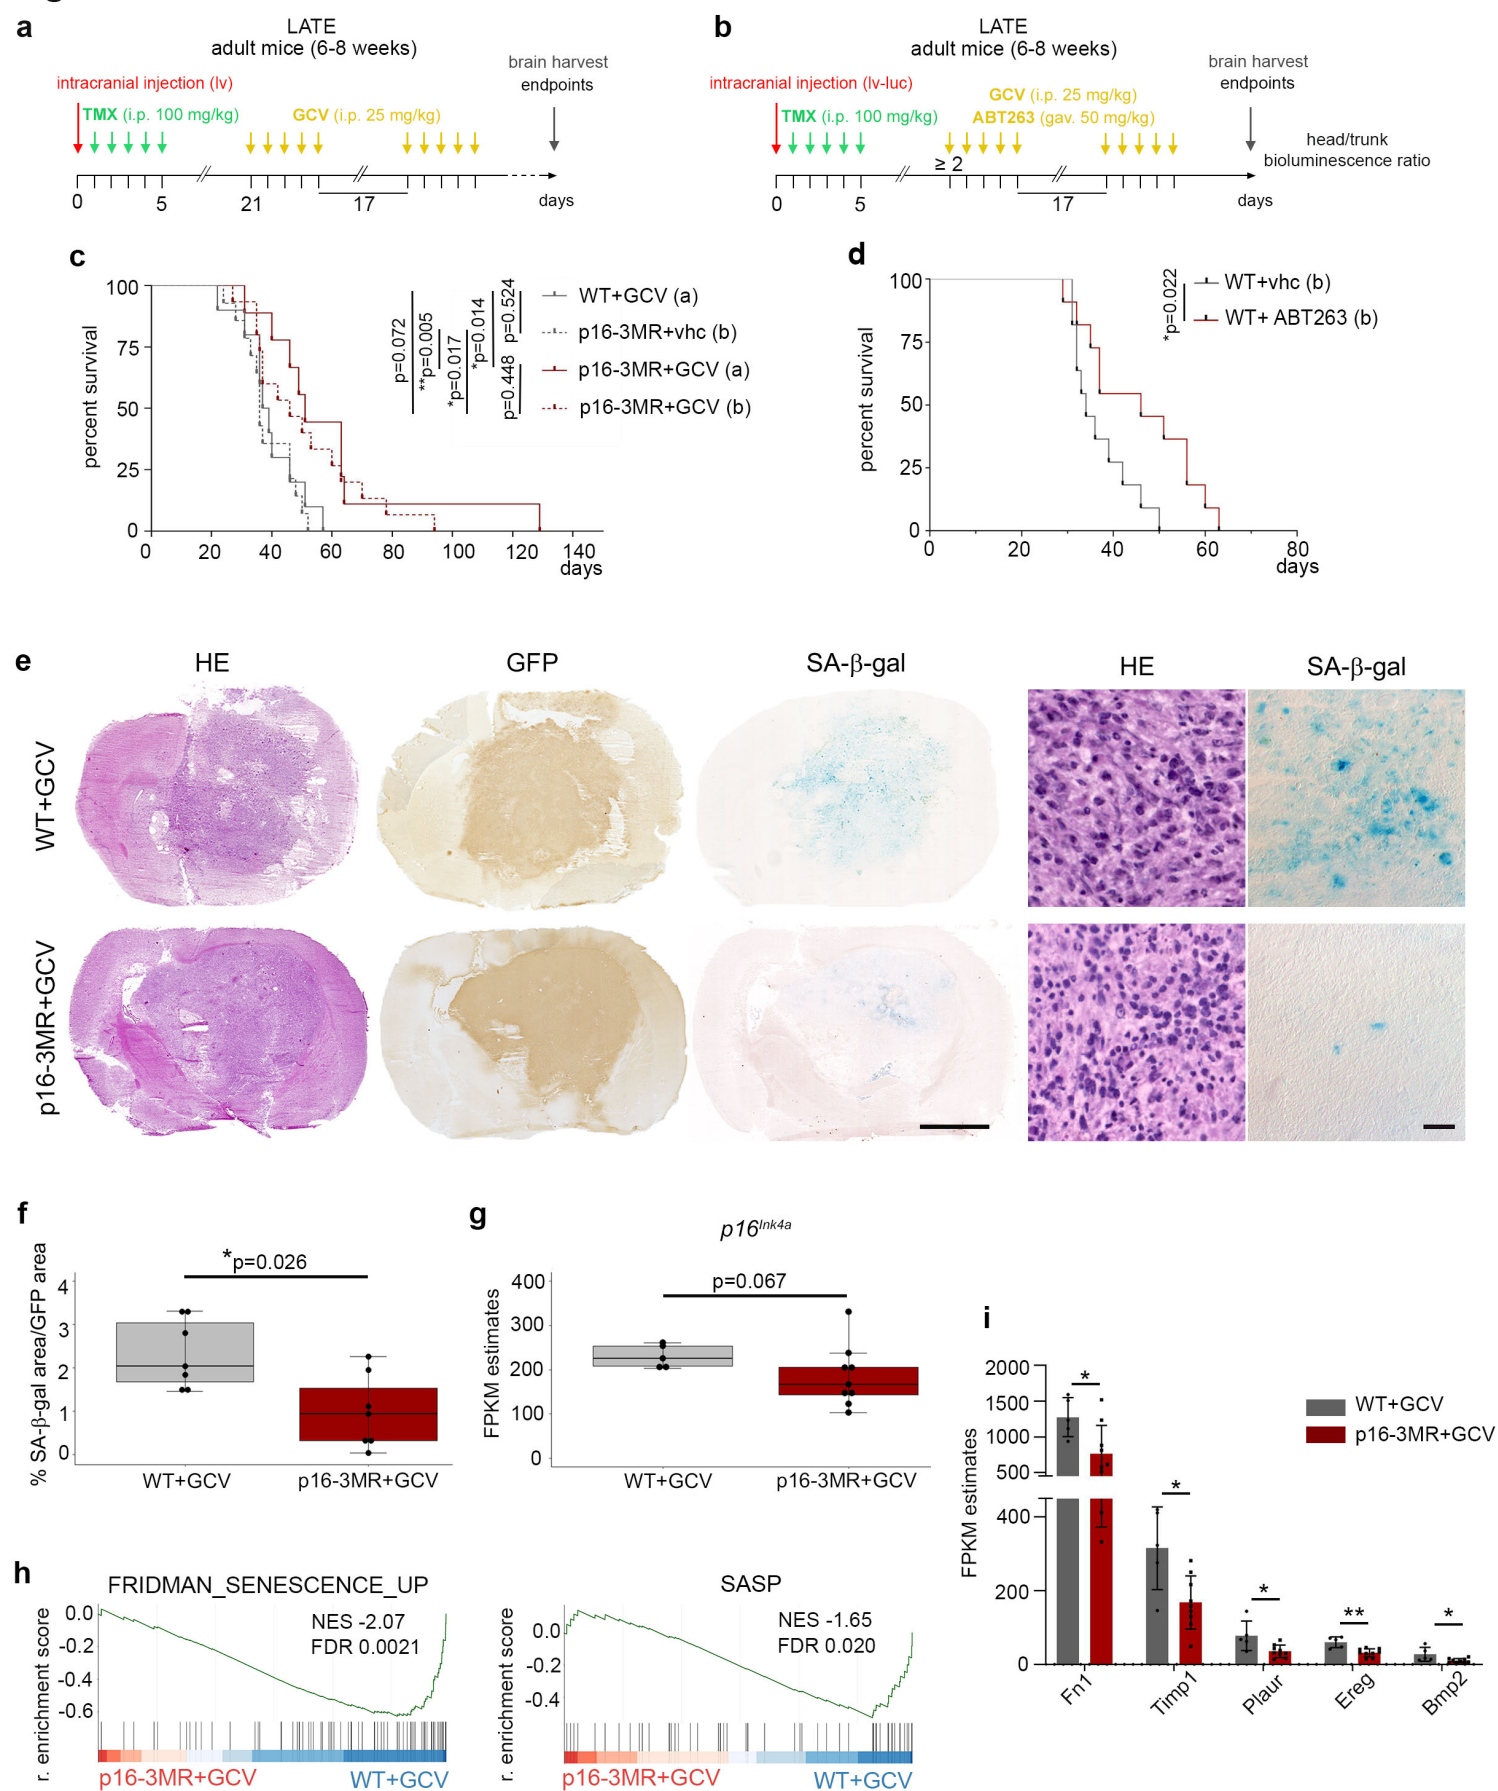 a
LATE
adult mice (6-8 weeks)
intracranial injection (lv)
brain harvest
endpoints
TMX (i.p. 100 mg/kg)
GCV (i.p. 25 mg/kg)
0
5
21
17
days
b
LATE
adult mice (6-8 weeks)
intracranial injection (lv-luc)
brain harvest
endpoints
GCV (i.p. 25 mg/kg)
TMX (i.p. 100 mg/kg)
ABT263 (gav. 50 mg/kg)
head/trunk
bioluminescence ratio
≥ 2
0
5
17
days
c
percent survival
100
75
50
25
0
0 20 40 60 80 100 120 140
days
p=0.072
**p=0.005
*p=0.017
*p=0.014
p=0.524
p=0.448
WT+GCV (a)
p16-3MR+vhc (b)
p16-3MR+GCV (a)
p16-3MR+GCV (b)
d
percent survival
100
75
50
25
0
0 20 40 60 80
days
*p=0.022
WT+vhc (b)
WT+ ABT263 (b)
e
HE GFP SA-β-gal HE SA-β-gal
WT+GCV
p16-3MR+GCV
f
% SA-β-gal area/GFP area
4
3
2
1
0
*p=0.026
WT+GCV p16-3MR+GCV
g
p16Ink4a
FPKM estimates
400
300
200
100
0
p=0.067
WT+GCV p16-3MR+GCV
h
FRIDMAN_SENESCENCE_UP
r. enrichment score
0.0
-0.2
-0.4
-0.6
NES -2.07
FDR 0.0021
p16-3MR+GCV WT+GCV
SASP
r. enrichment score
0.0
-0.2
-0.4
NES -1.65
FDR 0.020
p16-3MR+GCV WT+GCV
i
FPKM estimates
2000
1500
1000
500
400
200
0
* * * ** *
Fn1 Timp1 Plaur Ereg Bmp2
WT+GCV
p16-3MR+GCV